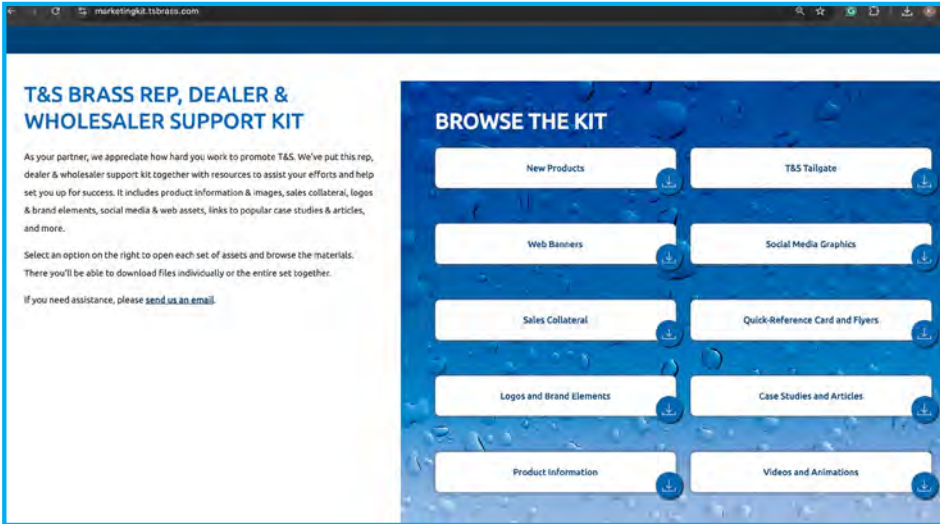 marketingkit.tsbrass.com
T&S BRASS REP, DEALER &
WHOLESALER SUPPORT KIT
As your partner, we appreciate how hard you work to promote T&S. We've put this rep,
dealer & wholesaler support kit together with resources to assist your efforts and help
set you up for success. It includes product information & images, sales collateral, logos
& brand elements, social media & web assets, links to popular case studies & articles,
and more.
Select an option on the right to open each set of assets and browse the materials.
There you'll be able to download files individually or the entire set together.
If you need assistance, please send us an email.
BROWSE THE KIT
New Products
T&S Tailgate
Web Banners
Social Media Graphics
Sales Collateral
Quick-Reference Card and Flyers
Logos and Brand Elements
Case Studies and Articles
Product Information
Videos and Animations